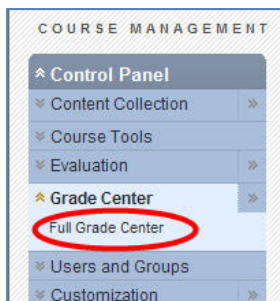 COURSE MANAGEMENT
Control Panel
Content Collection
Course Tools
Evaluation
Grade Center
Full Grade Center
Users and Groups
Customization